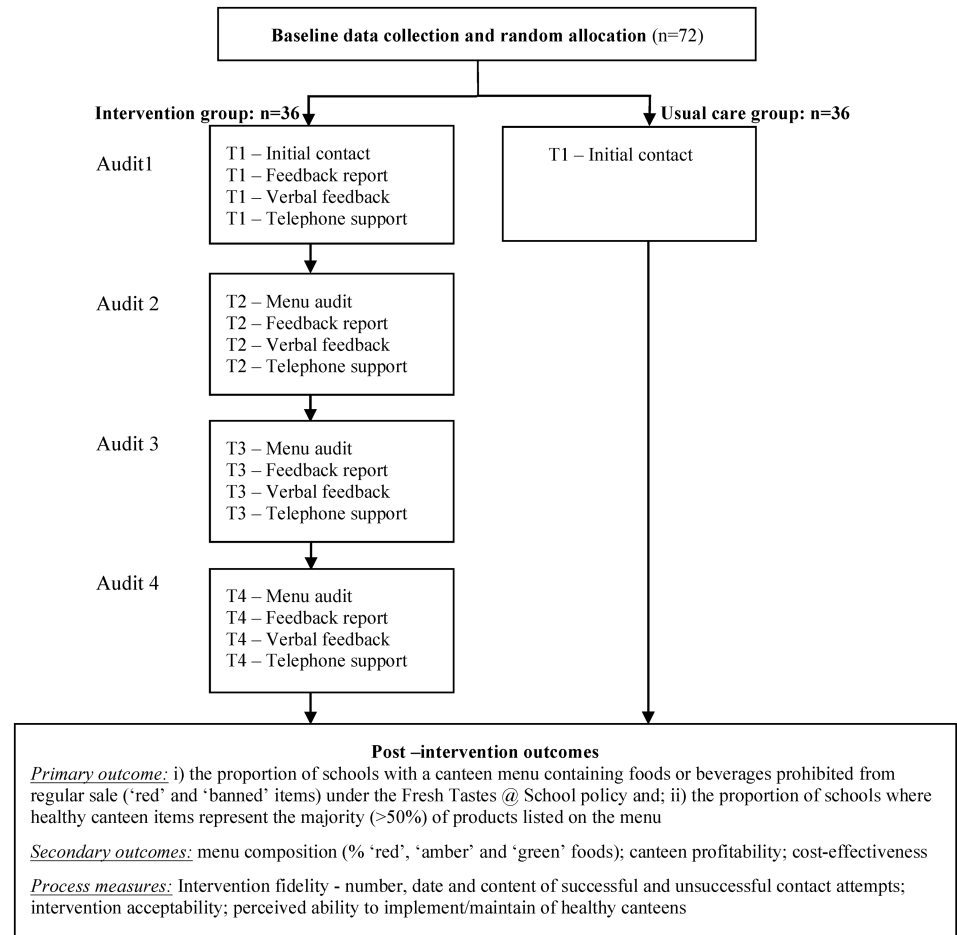 Baseline data collection and random allocation (n=72)
Intervention group: n=36
Usual care group: n=36
Audit1
T1 – Initial contact
T1 – Feedback report
T1 – Verbal feedback
T1 – Telephone support
T1 – Initial contact
Audit 2
T2 – Menu audit
T2 – Feedback report
T2 – Verbal feedback
T2 – Telephone support
Audit 3
T3 – Menu audit
T3 – Feedback report
T3 – Verbal feedback
T3 – Telephone support
Audit 4
T4 – Menu audit
T4 – Feedback report
T4 – Verbal feedback
T4 – Telephone support
Post –intervention outcomes
Primary outcome: i) the proportion of schools with a canteen menu containing foods or beverages prohibited from
regular sale (‘red’ and ‘banned’ items) under the Fresh Tastes @ School policy and; ii) the proportion of schools where
healthy canteen items represent the majority (>50%) of products listed on the menu
Secondary outcomes: menu composition (% ‘red’, ‘amber’ and ‘green’ foods); canteen profitability; cost-effectiveness
Process measures: Intervention fidelity - number, date and content of successful and unsuccessful contact attempts;
intervention acceptability; perceived ability to implement/maintain of healthy canteens